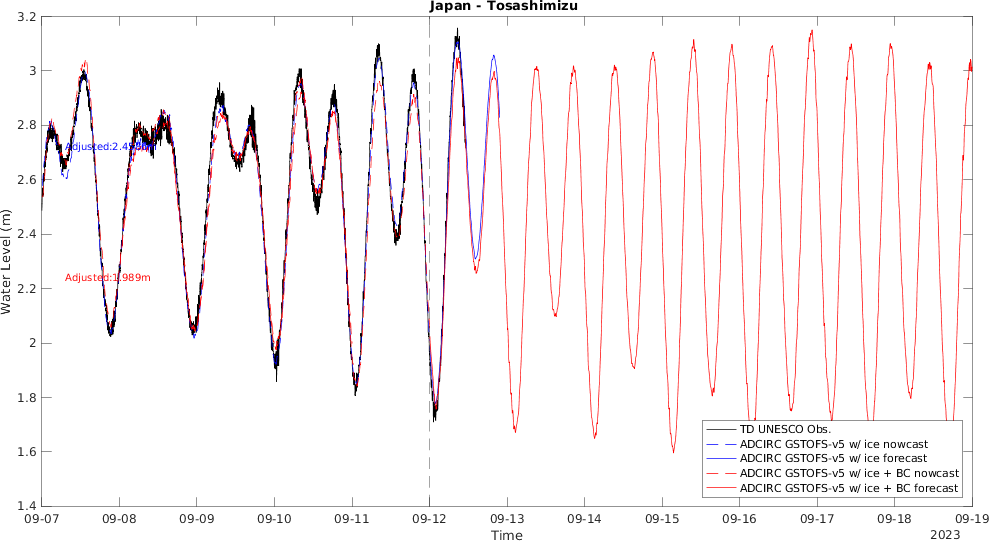 Japan - Tosashimizu
3.2
3
2.8
2.6
2.4
2.2
2
1.8
1.6
1.4
Water Level (m)
Adjusted:1.989m
TD UNESCO Obs.
ADCIRC GSTOFS-v5 w/ ice nowcast
ADCIRC GSTOFS-v5 w/ ice forecast
ADCIRC GSTOFS-v5 w/ ice + BC nowcast
ADCIRC GSTOFS-v5 w/ ice + BC forecast
09-07 09-08 09-09 09-10 09-11 09-12 09-13 09-14 09-15 09-16 09-17 09-18 09-19
Time
2023